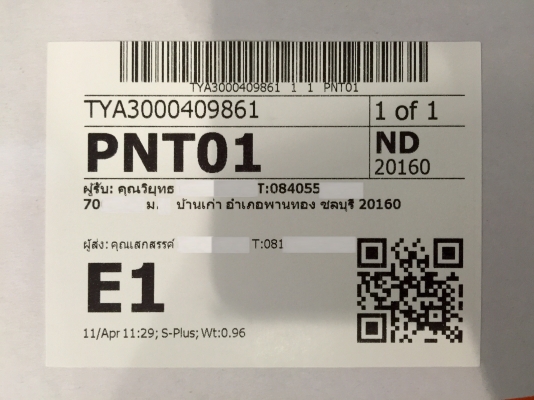 TYA3000409861 1 1 PNT01
TYA3000409861 1 of 1
PNT01 ND
20160
ผู้รับ: คุณวิยุทธ T:084055
70 ม. บ้านเก่า อำเภอพานทอง ชลบุรี 20160
ผู้ส่ง: คุณเสกสรรค์ T:081
E1
11/Apr 11:29; S-Plus; Wt:0.96